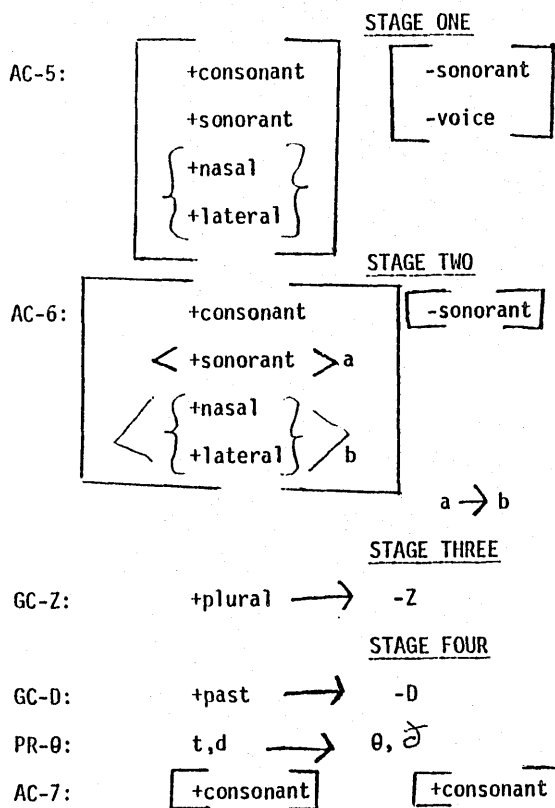 STAGE ONE
AC-5: +consonant -sonorant
+sonorant -voice
{ +nasal }
{ +lateral }
STAGE TWO
AC-6: +consonant [-sonorant]
< +sonorant > a
< { +nasal } >
{ +lateral } b
a → b
STAGE THREE
GC-Z: +plural → -Z
STAGE FOUR
GC-D: +past → -D
PR-θ: t,d → θ, ð
AC-7: [+consonant] [+consonant